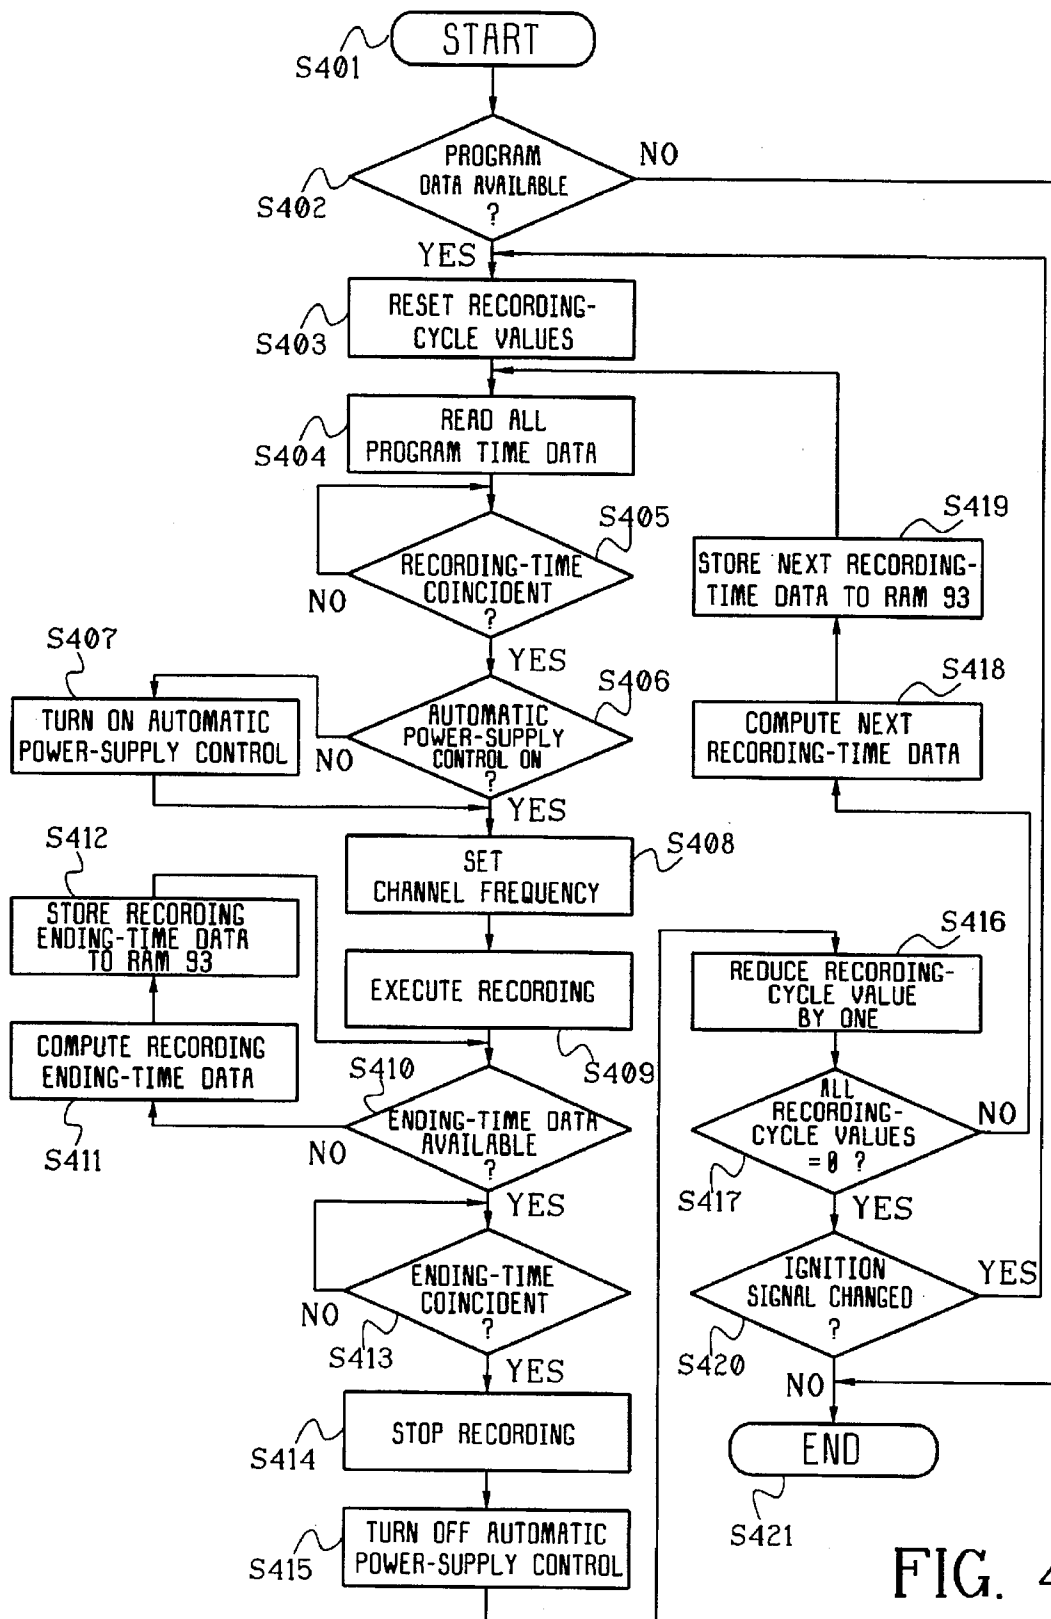 START
S401
PROGRAM
DATA AVAILABLE
?
NO
S402
YES
RESET RECORDING-
CYCLE VALUES
S403
READ ALL
PROGRAM TIME DATA
S404
S405
RECORDING-TIME
COINCIDENT
?
NO
YES
S406
AUTOMATIC
POWER-SUPPLY
CONTROL ON
?
NO
YES
S407
TURN ON AUTOMATIC
POWER-SUPPLY CONTROL
S408
SET
CHANNEL FREQUENCY
EXECUTE RECORDING
S409
S410
ENDING-TIME DATA
AVAILABLE
?
NO
YES
S412
STORE RECORDING
ENDING-TIME DATA
TO RAM 93
COMPUTE RECORDING
ENDING-TIME DATA
S411
ENDING-TIME
COINCIDENT
?
NO
S413
YES
STOP RECORDING
S414
TURN OFF AUTOMATIC
POWER-SUPPLY CONTROL
S415
S419
STORE NEXT RECORDING-
TIME DATA TO RAM 93
S418
COMPUTE NEXT
RECORDING-TIME DATA
S416
REDUCE RECORDING-
CYCLE VALUE
BY ONE
ALL
RECORDING-
CYCLE VALUES
=0 ?
NO
S417
YES
IGNITION
SIGNAL CHANGED
?
YES
S420
NO
END
S421
FIG. 4